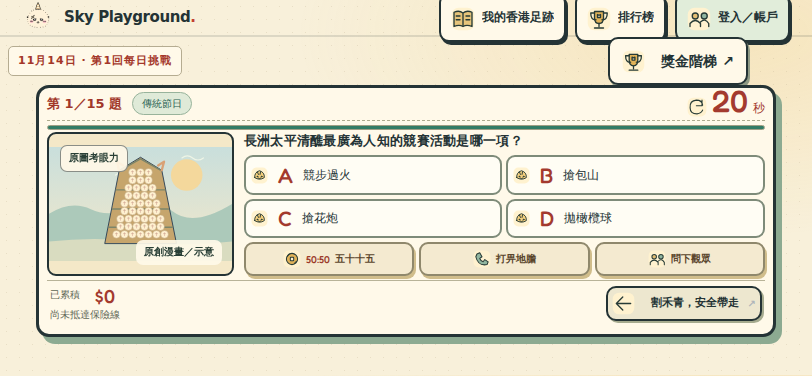 Sky Playground.
我的香港足跡
排行榜
登入／帳戶
11月14日 · 第1回每日挑戰
獎金階梯 ↗
第 1／15 題
傳統節日
20 秒
原圖考眼力
原創漫畫／示意
長洲太平清醮最廣為人知的競賽活動是哪一項？
A 競步過火
B 搶包山
C 搶花炮
D 拋橄欖球
50:50 五十十五
打畀地膽
問下觀眾
已累積 $0
尚未抵達保險線
割禾青，安全帶走 ↗